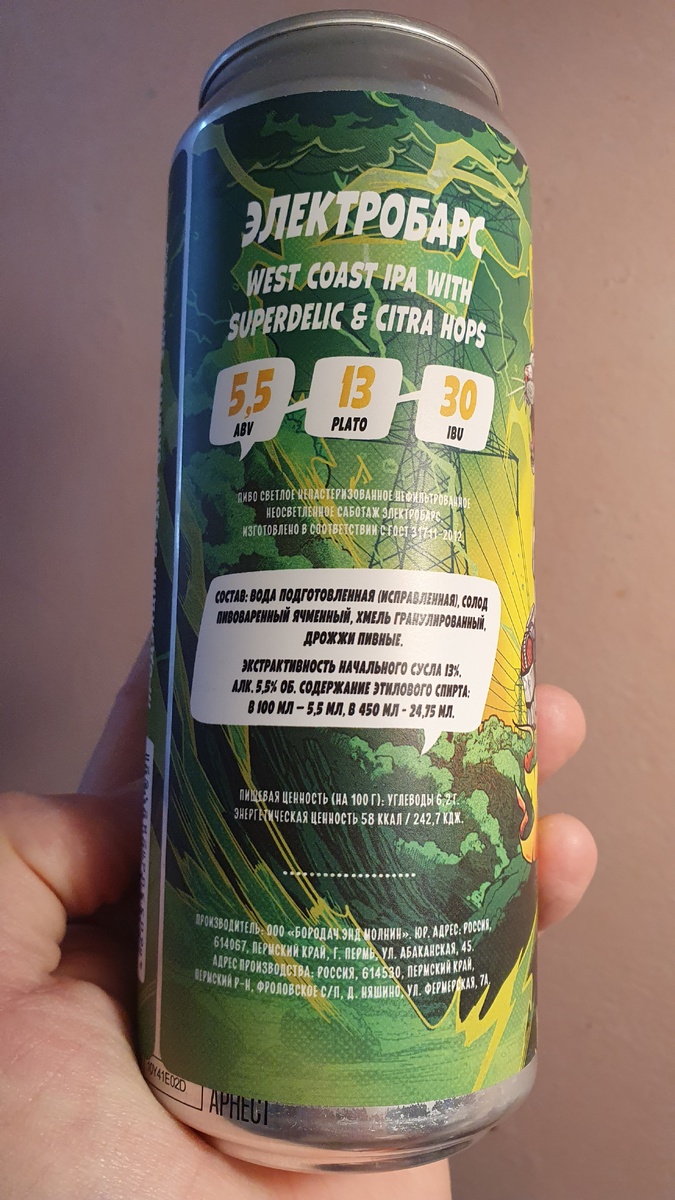 ЭЛЕКТРОБАРС
WEST COAST IPA WITH
SUPERDELIC & CITRA HOPS
5,5 13 30
ABV PLATO IBU
ПИВО СВЕТЛОЕ НЕПАСТЕРИЗОВАННОЕ НЕФИЛЬТРОВАННОЕ
НЕОСВЕТЛЕННОЕ САБОТАЖ ЭЛЕКТРОБАРС
ИЗГОТОВЛЕНО В СООТВЕТСТВИИ С ГОСТ 31711-2012
СОСТАВ: ВОДА ПОДГОТОВЛЕННАЯ (ИСПРАВЛЕННАЯ), СОЛОД
ПИВОВАРЕННЫЙ ЯЧМЕННЫЙ, ХМЕЛЬ ГРАНУЛИРОВАННЫЙ,
ДРОЖЖИ ПИВНЫЕ.
ЭКСТРАКТИВНОСТЬ НАЧАЛЬНОГО СУСЛА 13%.
АЛК. 5,5% ОБ. СОДЕРЖАНИЕ ЭТИЛОВОГО СПИРТА:
В 100 МЛ – 5,5 МЛ, В 450 МЛ - 24,75 МЛ.
ПИЩЕВАЯ ЦЕННОСТЬ (НА 100 Г): УГЛЕВОДЫ 6,2 Г.
ЭНЕРГЕТИЧЕСКАЯ ЦЕННОСТЬ 58 ККАЛ / 242,7 КДЖ.
ПРОИЗВОДИТЕЛЬ: ООО «БОРОДАЧ ЭНД МОЛНИН». ЮР. АДРЕС: РОССИЯ,
614067, ПЕРМСКИЙ КРАЙ, Г. ПЕРМЬ, УЛ. АБАКАНСКАЯ, 45.
АДРЕС ПРОИЗВОДСТВА: РОССИЯ, 614530, ПЕРМСКИЙ КРАЙ,
ПЕРМСКИЙ Р-Н, ФРОЛОВСКОЕ С/П, Д. НЯШИНО, УЛ. ФЕРМЕРСКАЯ, 7А
АРНЕСТ